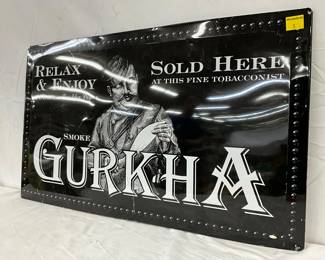 RELAX
& ENJOY
SOLD HERE
AT THIS FINE TOBACCONIST
SMOKE
GURKHA